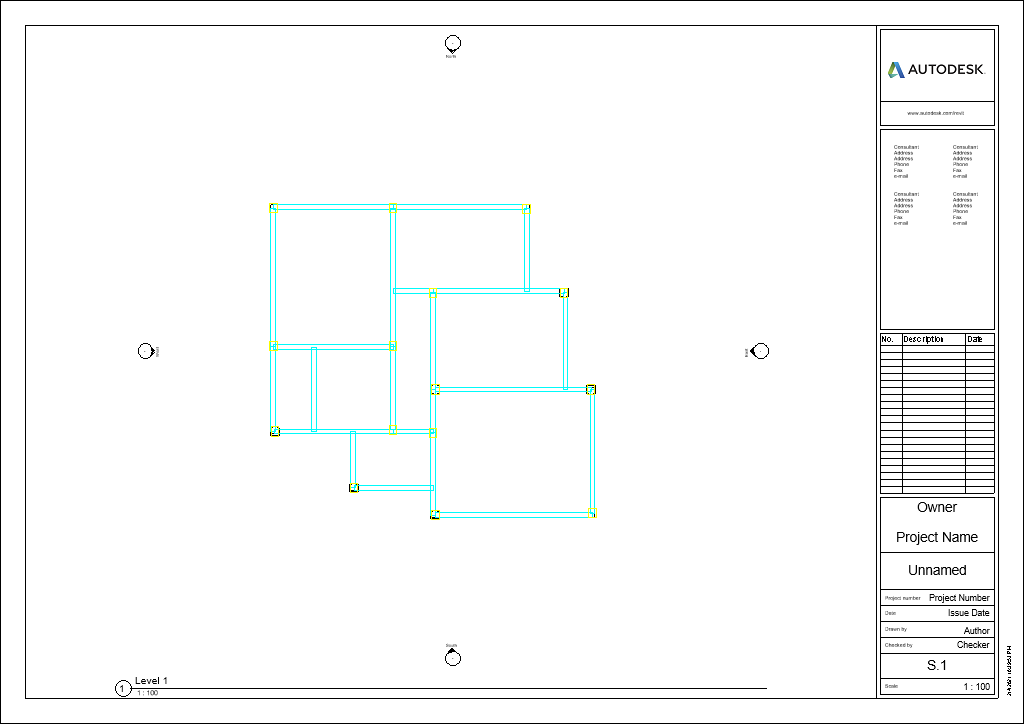 North
AUTODESK.
www.autodesk.com/revit
Consultant
Address
Address
Phone
Fax
e-mail
Consultant
Address
Address
Phone
Fax
e-mail
Consultant
Address
Address
Phone
Fax
e-mail
Consultant
Address
Address
Phone
Fax
e-mail
No. Description Date
East
South
Owner
Project Name
Unnamed
Project number Project Number
Date Issue Date
Drawn by Author
Checked by Checker
S.1
Scale 1 : 100
1 Level 1
1 : 100